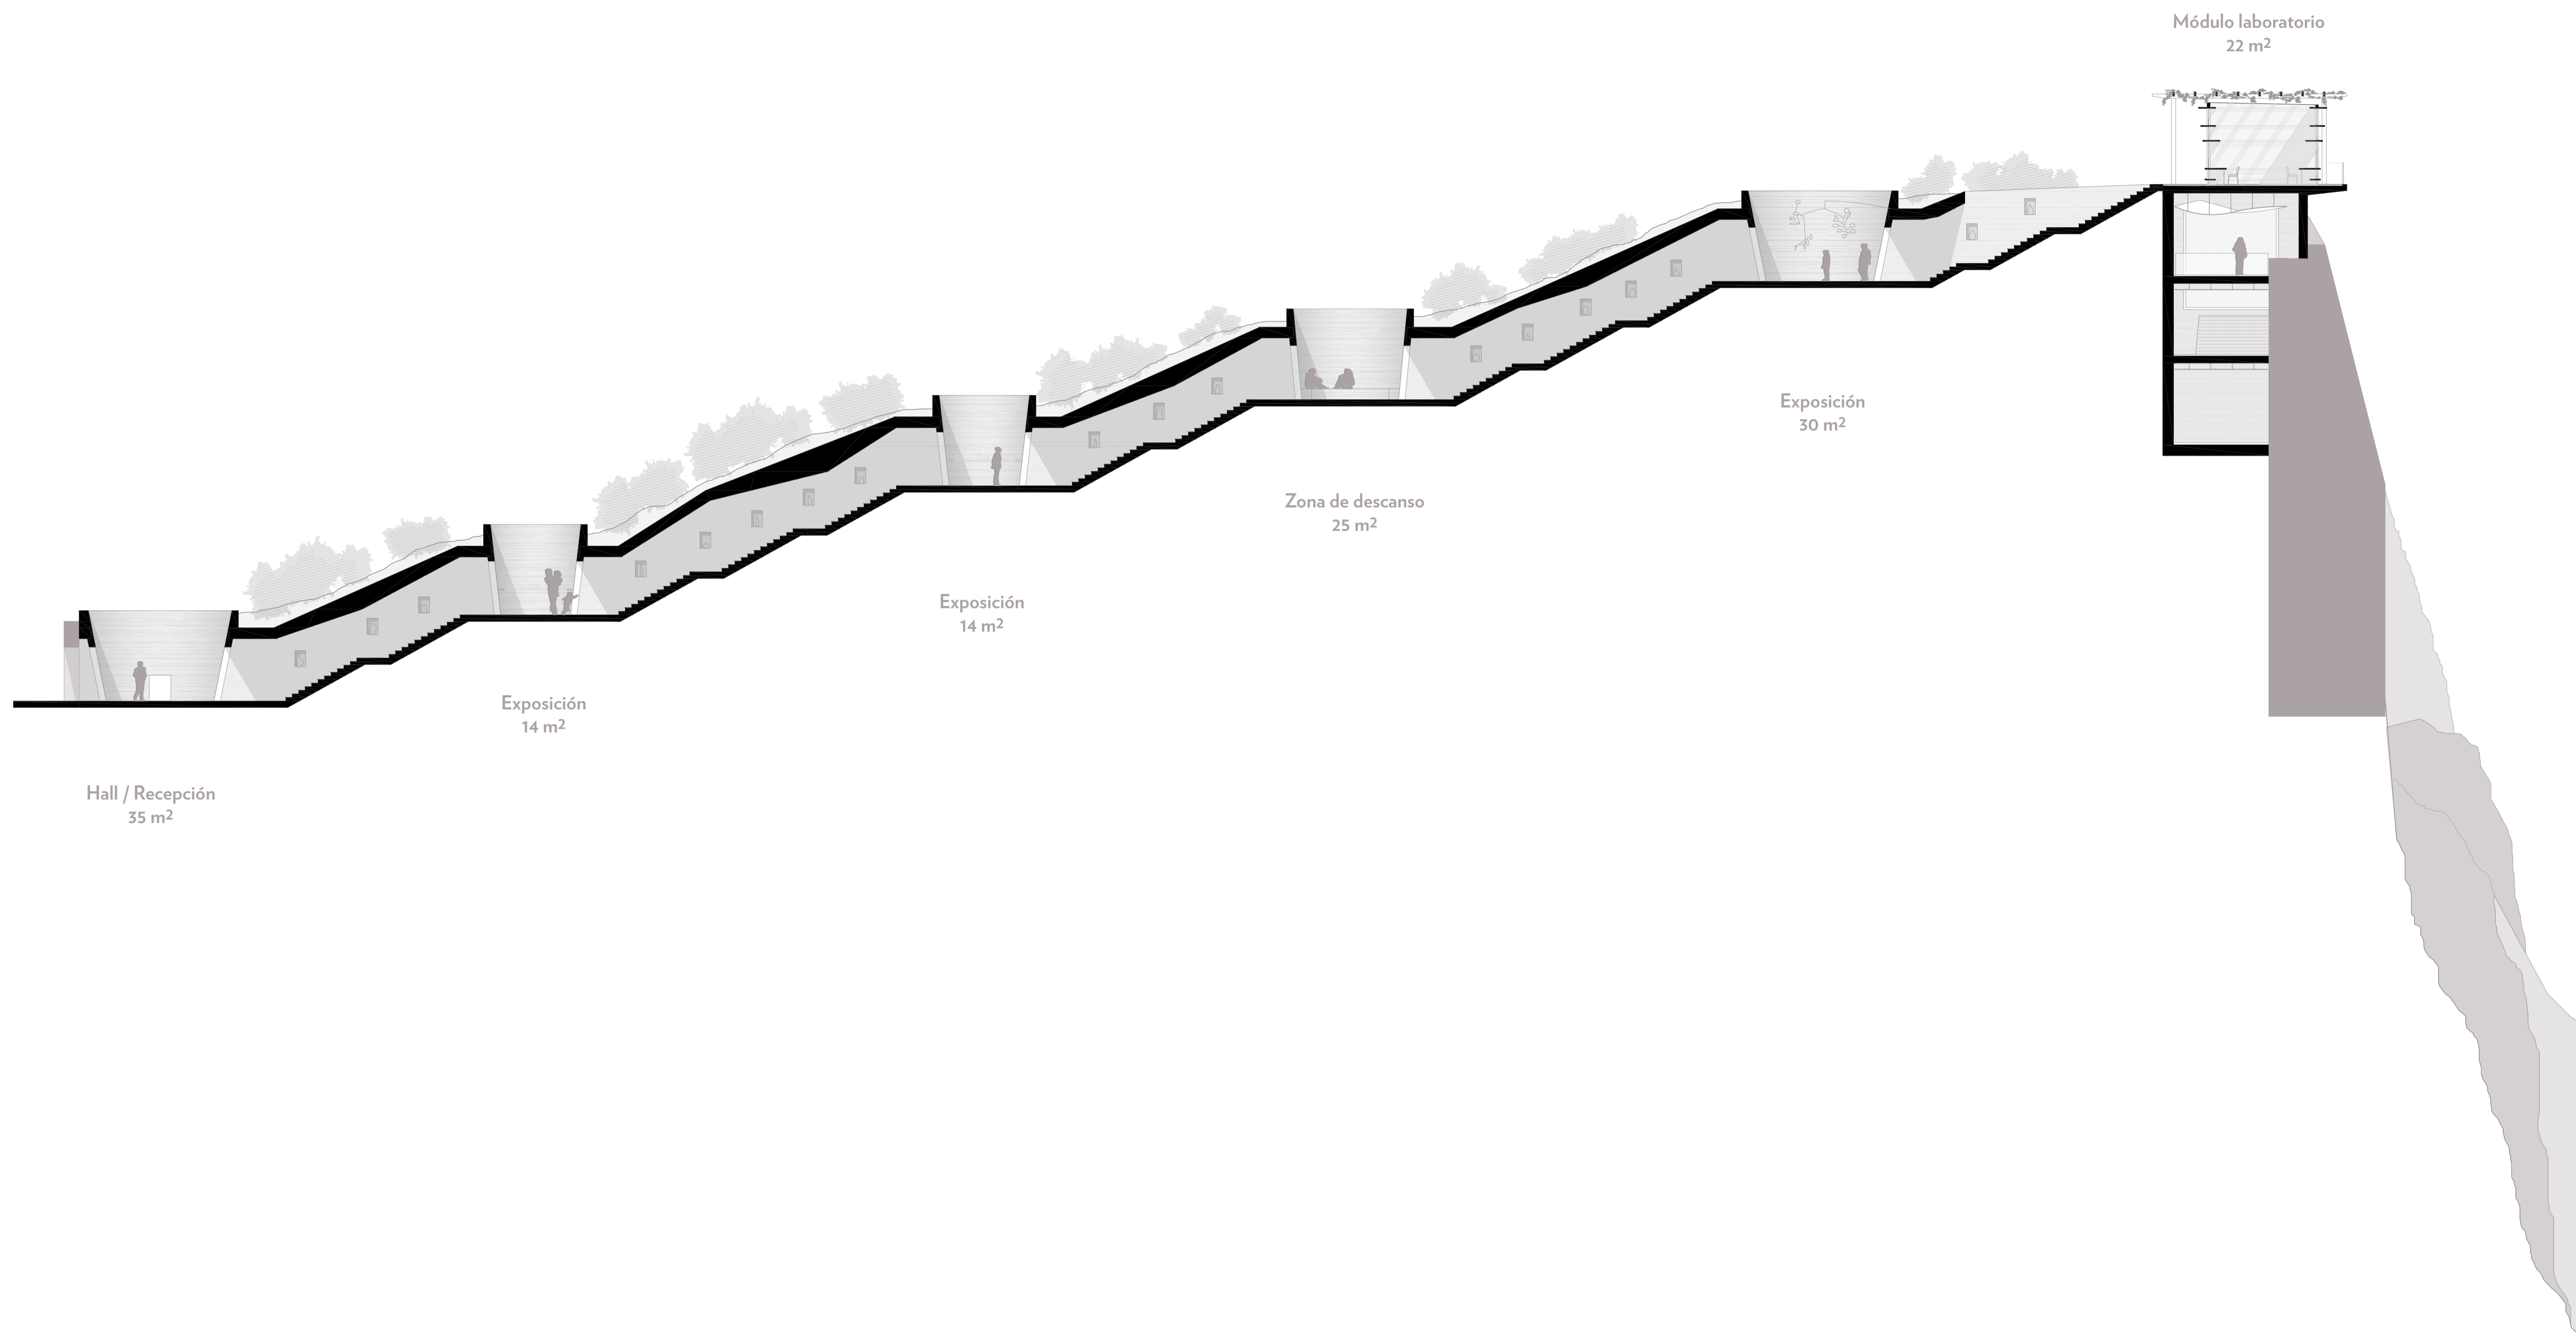 Módulo laboratorio
22 m²
Exposición
30 m²
Zona de descanso
25 m²
Exposición
14 m²
Exposición
14 m²
Hall / Recepción
35 m²